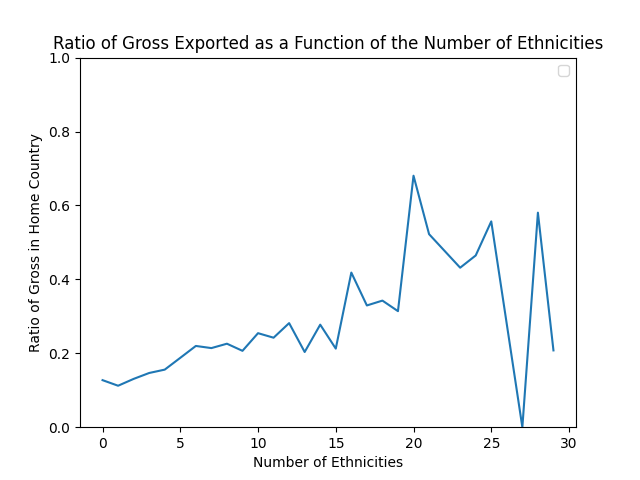 Ratio of Gross Exported as a Function of the Number of Ethnicities
1.0
0.8
0.6
0.4
0.2
0.0
Ratio of Gross in Home Country
0 5 10 15 20 25 30
Number of Ethnicities